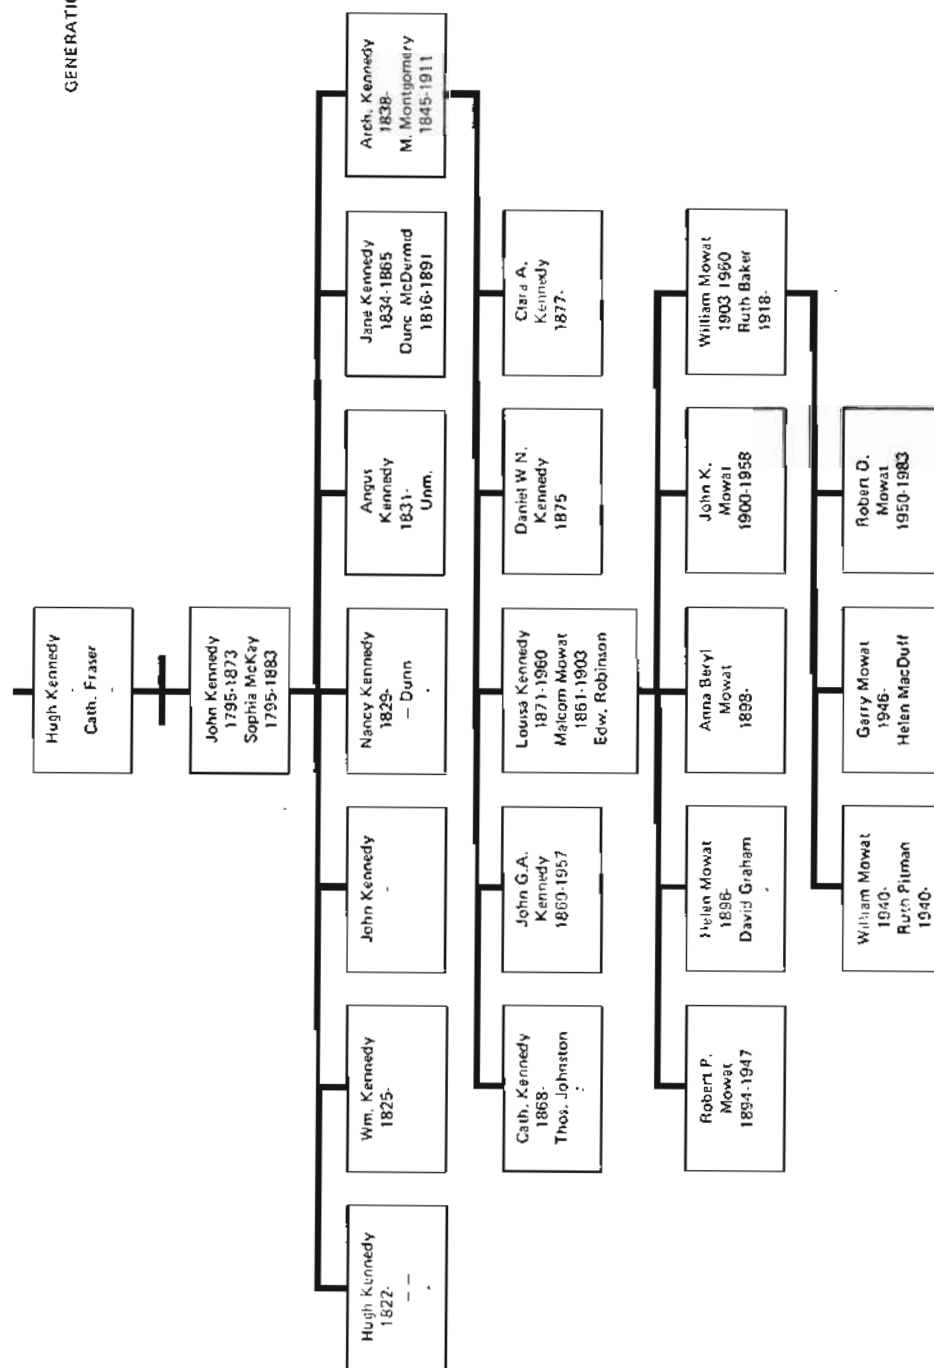 GENERATIO
Hugh Kennedy
Cath. Fraser
John Kennedy
1795-1873
Sophia McKay
1795-1883
Hugh Kennedy
1822-
– –
Wm. Kennedy
1825-
John Kennedy
Nancy Kennedy
1829-
– Dunn
Angus
Kennedy
1831-
Unm.
Jane Kennedy
1834-1865
Dunc McDermid
1816-1891
Arch. Kennedy
1838-
M. Montgomery
1845-1911
Cath. Kennedy
1868-
Thos. Johnston
John G.A.
Kennedy
1869-1957
Louisa Kennedy
1871-1960
Malcom Mowat
1861-1903
Edw. Robinson
Daniel W N.
Kennedy
1875
Clara A.
Kennedy
1877-
Robert P.
Mowat
1894-1947
Helen Mowat
1896-
David Graham
Anna Beryl
Mowat
1898-
John K.
Mowat
1900-1958
William Mowat
1903 1960
Ruth Baker
1918-
William Mowat
1940-
Ruth Pitman
1940-
Garry Mowat
1946-
Helen MacDuff
Robert D.
Mowat
1950-1983